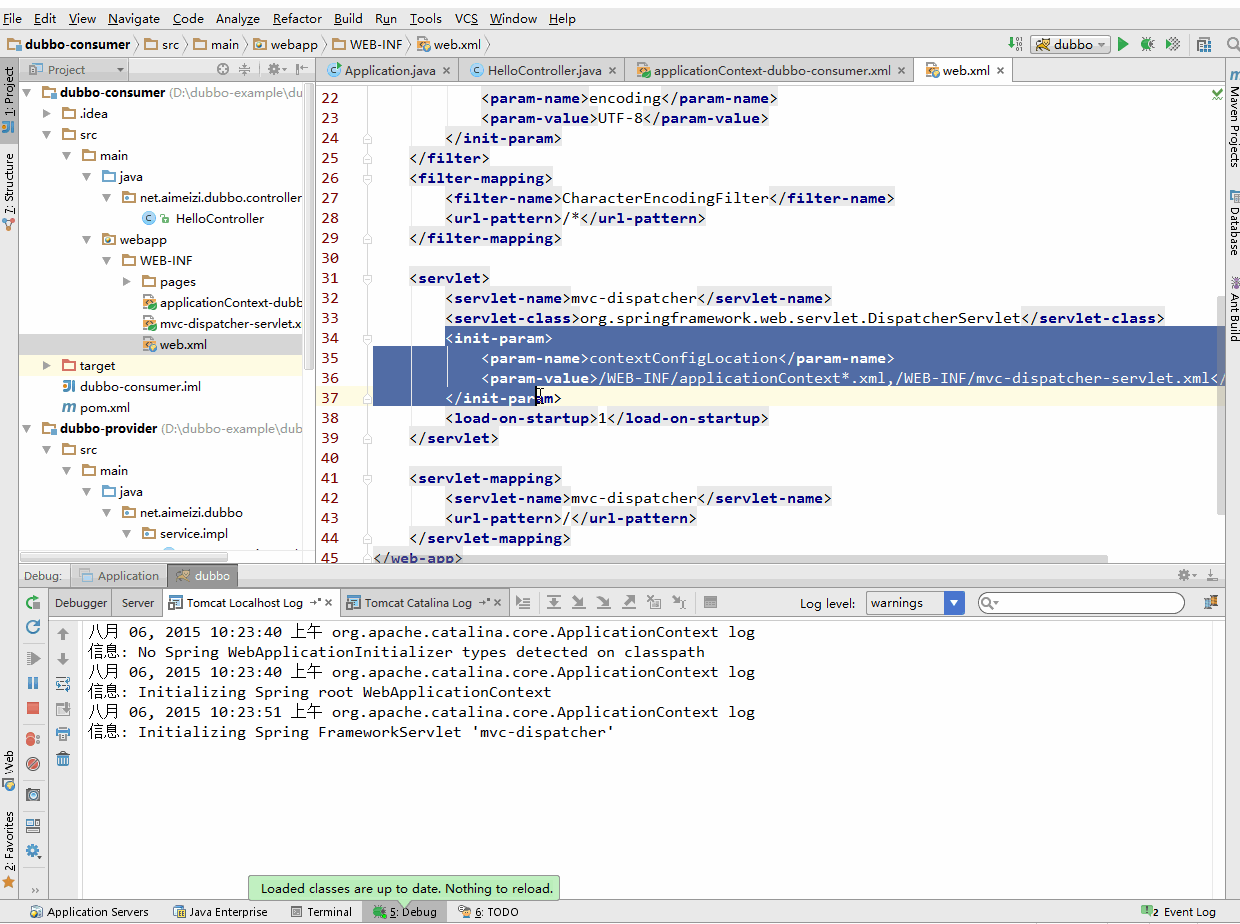 File Edit View Navigate Code Analyze Refactor Build Run Tools VCS Window Help
dubbo-consumer src main webapp WEB-INF web.xml dubbo
Project Application.java HelloController.java applicationContext-dubbo-consumer.xml web.xml
1: Project
7: Structure
Web
2: Favorites
dubbo-consumer (D:\dubbo-example\du
.idea
src
main
java
net.aimeizi.dubbo.controller
HelloController
webapp
WEB-INF
pages
applicationContext-dubb
mvc-dispatcher-servlet.x
web.xml
target
dubbo-consumer.iml
pom.xml
dubbo-provider (D:\dubbo-example\dub
src
main
java
net.aimeizi.dubbo
service.impl
22 <param-name>encoding</param-name>
23 <param-value>UTF-8</param-value>
24 </init-param>
25 </filter>
26 <filter-mapping>
27 <filter-name>CharacterEncodingFilter</filter-name>
28 <url-pattern>/*</url-pattern>
29 </filter-mapping>
30
31 <servlet>
32 <servlet-name>mvc-dispatcher</servlet-name>
33 <servlet-class>org.springframework.web.servlet.DispatcherServlet</servlet-class>
34 <init-param>
35 <param-name>contextConfigLocation</param-name>
36 <param-value>/WEB-INF/applicationContext*.xml,/WEB-INF/mvc-dispatcher-servlet.xml</
37 </init-param>
38 <load-on-startup>1</load-on-startup>
39 </servlet>
40
41 <servlet-mapping>
42 <servlet-name>mvc-dispatcher</servlet-name>
43 <url-pattern>/</url-pattern>
44 </servlet-mapping>
45 </web-app>
Maven Projects
Database
Ant Build
Debug: Application dubbo
Debugger Server Tomcat Localhost Log Tomcat Catalina Log Log level: warnings
八月 06, 2015 10:23:40 上午 org.apache.catalina.core.ApplicationContext log
信息: No Spring WebApplicationInitializer types detected on classpath
八月 06, 2015 10:23:40 上午 org.apache.catalina.core.ApplicationContext log
信息: Initializing Spring root WebApplicationContext
八月 06, 2015 10:23:51 上午 org.apache.catalina.core.ApplicationContext log
信息: Initializing Spring FrameworkServlet 'mvc-dispatcher'
Loaded classes are up to date. Nothing to reload.
Application Servers Java Enterprise Terminal 5: Debug 6: TODO 2 Event Log